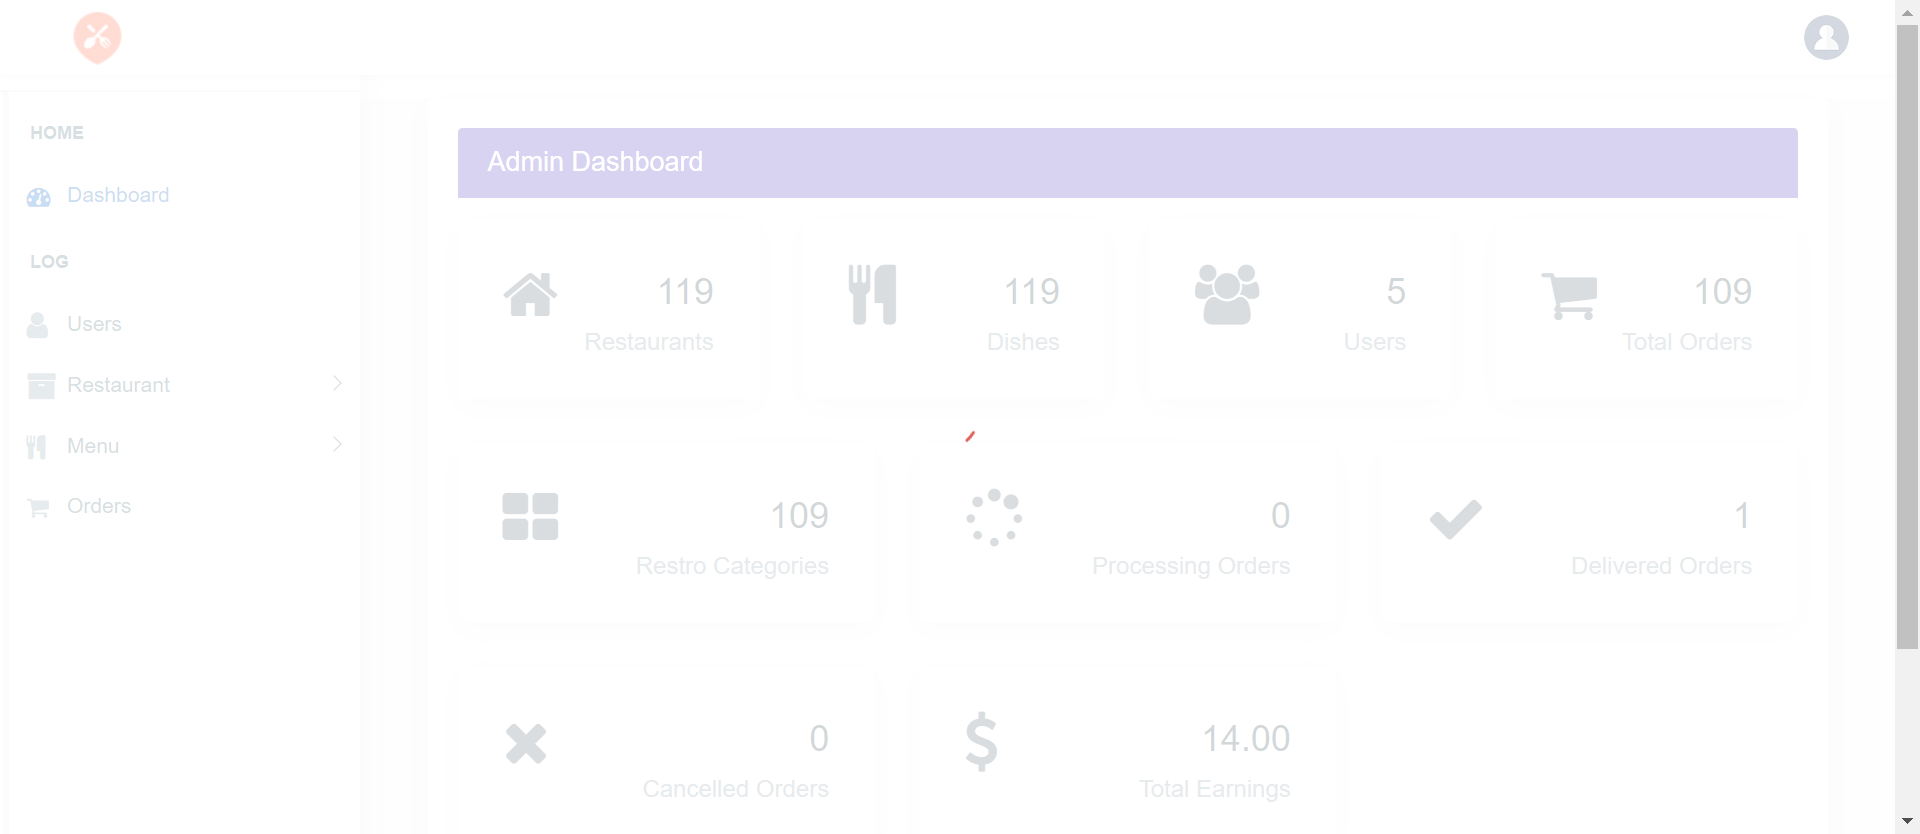 HOME
Dashboard
LOG
Users
Restaurant
Menu
Orders
Admin Dashboard
119
Restaurants
119
Dishes
5
Users
109
Total Orders
109
Restro Categories
0
Processing Orders
1
Delivered Orders
0
Cancelled Orders
14.00
Total Earnings